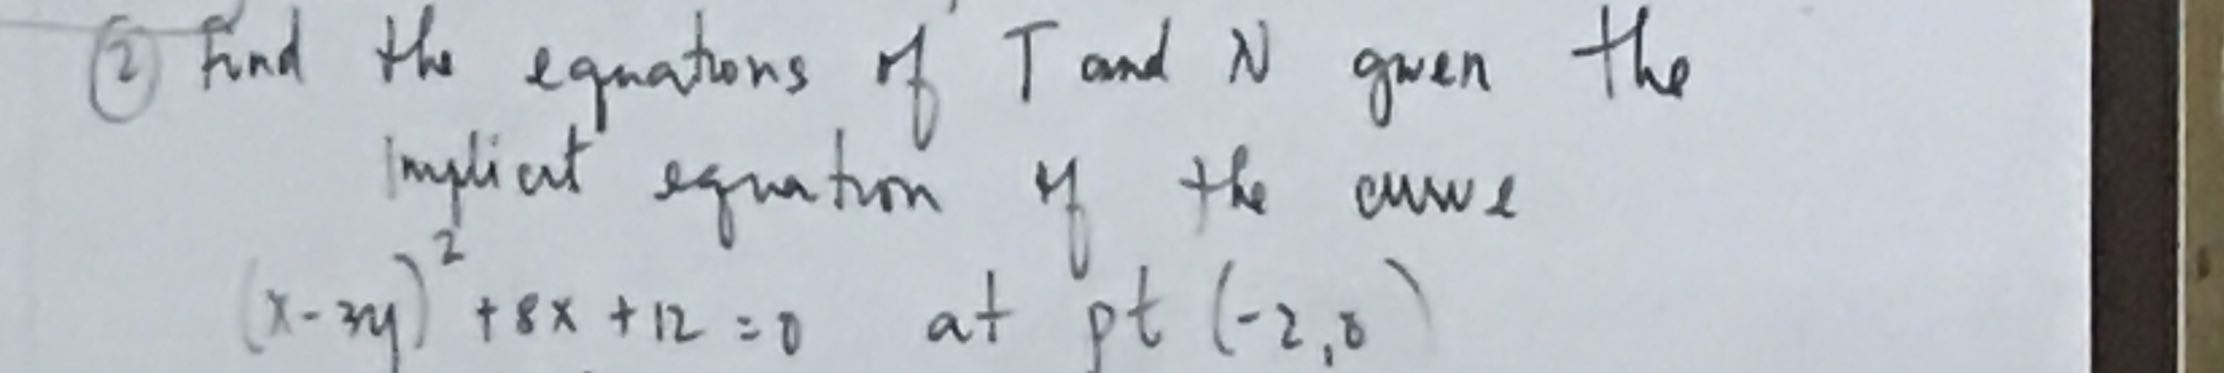 ② Find the equations of T and N given the
implicit equation of the curve
(x-3y)² + 8x + 12 = 0 at pt (-2,0)